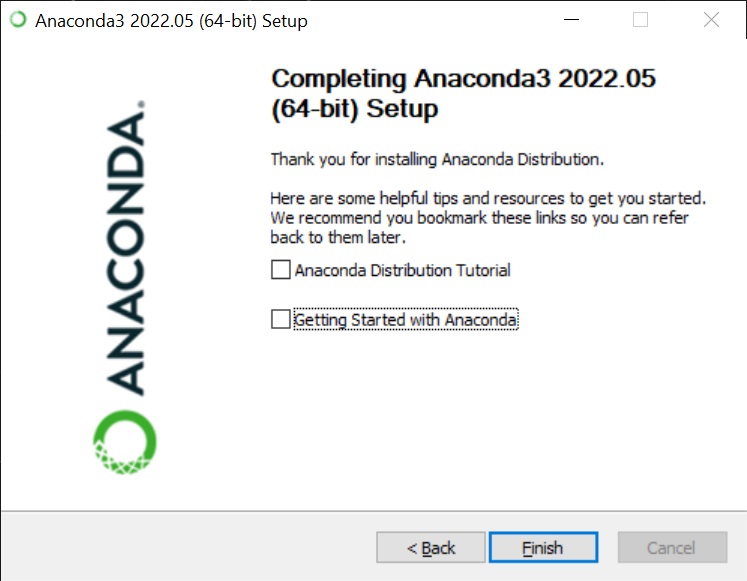 Anaconda3 2022.05 (64-bit) Setup
ANACONDA.
Completing Anaconda3 2022.05
(64-bit) Setup
Thank you for installing Anaconda Distribution.
Here are some helpful tips and resources to get you started.
We recommend you bookmark these links so you can refer
back to them later.
Anaconda Distribution Tutorial
Getting Started with Anaconda
< Back
Finish
Cancel